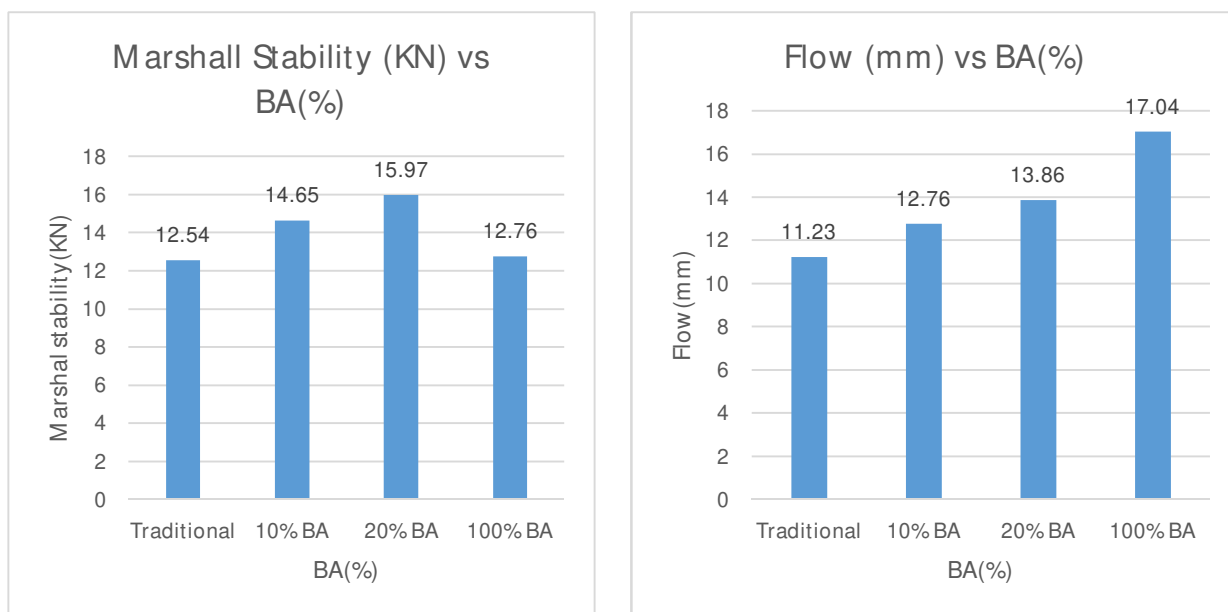 Marshall Stability (KN) vs
BA(%)
18
16
14
12
10
8
6
4
2
0
Marshal stability(KN)
12.54
14.65
15.97
12.76
Traditional
10% BA
20% BA
100% BA
BA(%)
Flow (mm) vs BA(%)
18
16
14
12
10
8
6
4
2
0
Flow (mm)
11.23
12.76
13.86
17.04
Traditional
10% BA
20% BA
100% BA
BA(%)